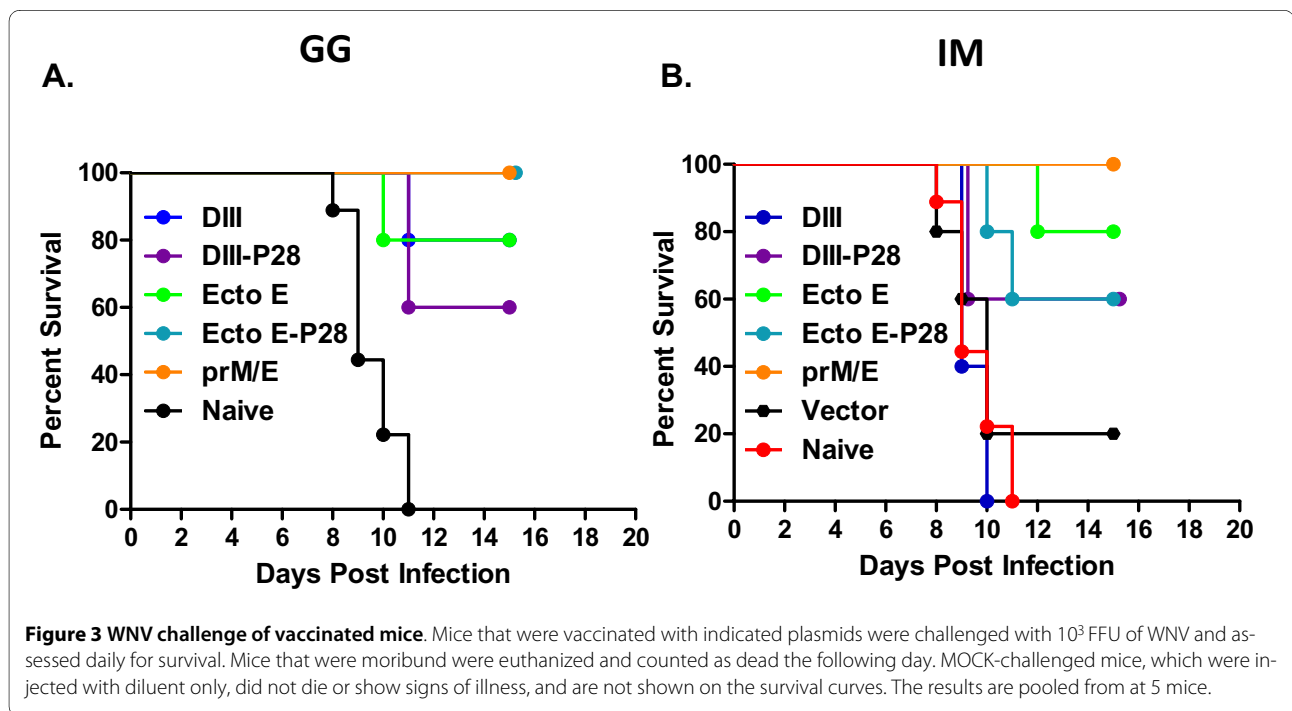 GG
A.
Percent Survival
100
80
60
40
20
0
DIII
DIII-P28
Ecto E
Ecto E-P28
prM/E
Naive
0 2 4 6 8 10 12 14 16 18 20
Days Post Infection
IM
B.
Percent Survival
100
80
60
40
20
0
DIII
DIII-P28
Ecto E
Ecto E-P28
prM/E
Vector
Naive
0 2 4 6 8 10 12 14 16 18 20
Days Post Infection
Figure 3 WNV challenge of vaccinated mice. Mice that were vaccinated with indicated plasmids were challenged with 10³ FFU of WNV and as-
sessed daily for survival. Mice that were moribund were euthanized and counted as dead the following day. MOCK-challenged mice, which were in-
jected with diluent only, did not die or show signs of illness, and are not shown on the survival curves. The results are pooled from at 5 mice.